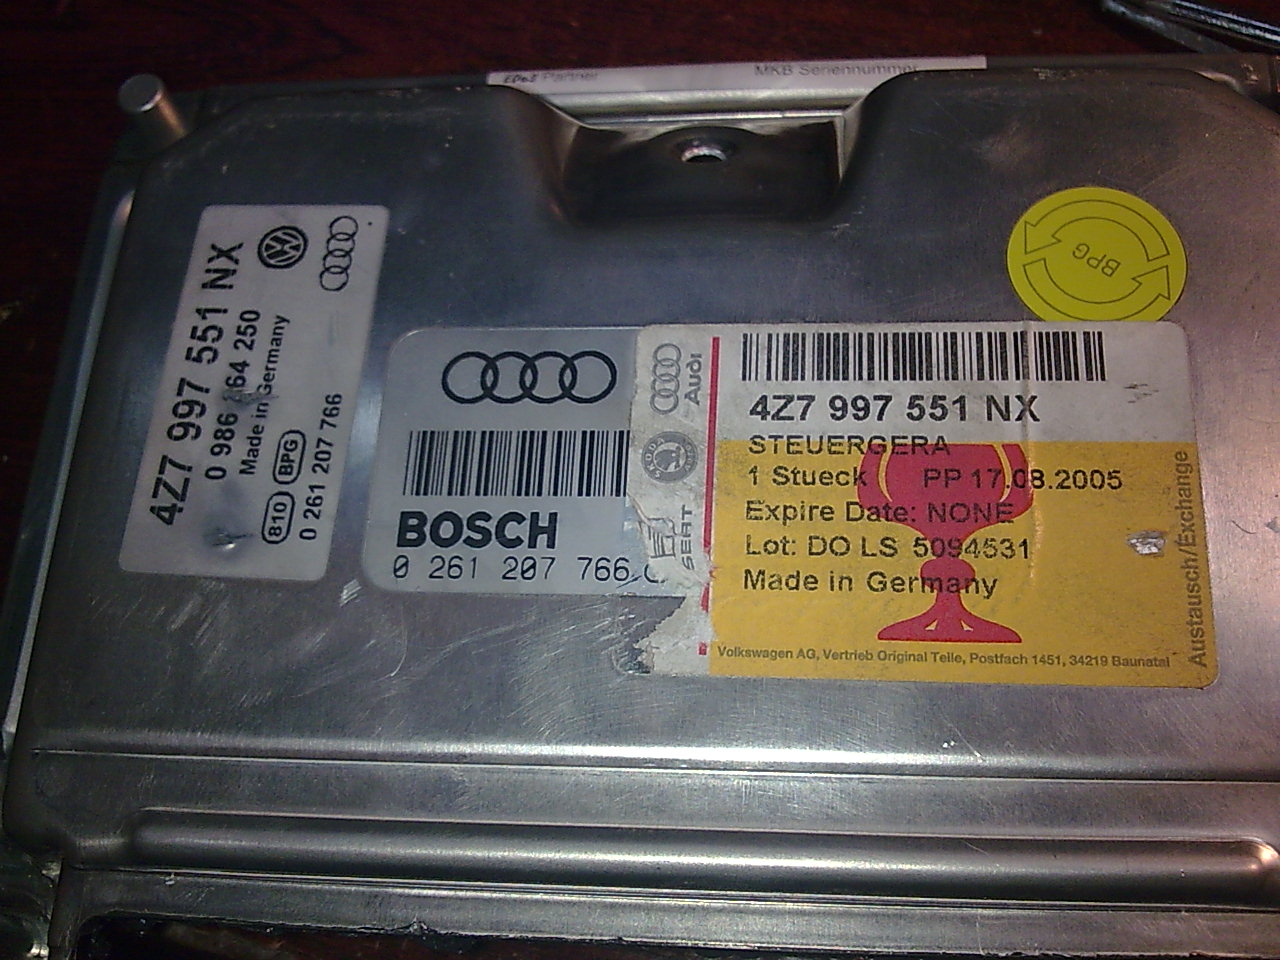 Partner MKB Seriennummer
4Z7 997 551 NX
0 986 64 250
Made in Germany
810 BPG
0 261 207 766
BOSCH
0 261 207 766
BPG
Audi
SKODA
SEAT
4Z7 997 551 NX
STEUERGERA
1 Stueck PP 17.08.2005
Expire Date: NONE
Lot: DO LS 5094531
Made in Germany
Volkswagen AG, Vertrieb Original Teile, Postfach 1451, 34219 Baunatal
Austausch/Exchange